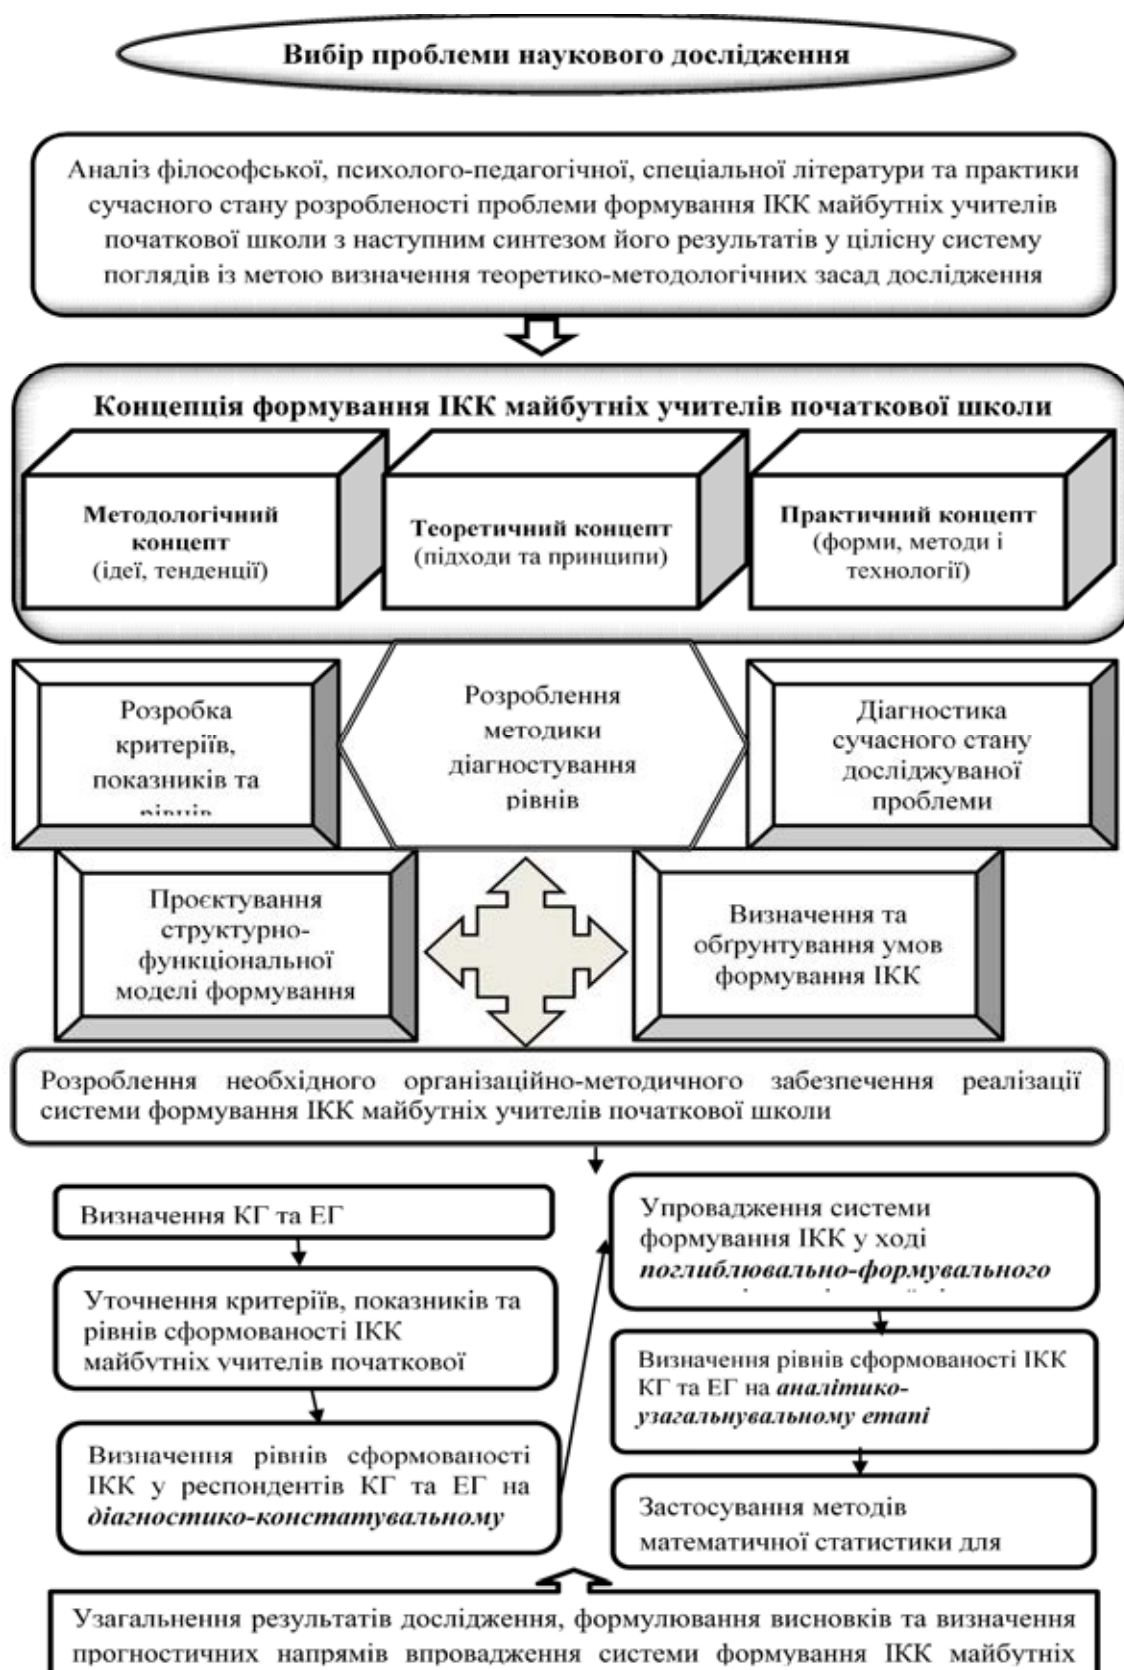 Вибір проблеми наукового дослідження
Аналіз філософської, психолого-педагогічної, спеціальної літератури та практики
сучасного стану розробленості проблеми формування ІКК майбутніх учителів
початкової школи з наступним синтезом його результатів у цілісну систему
поглядів із метою визначення теоретико-методологічних засад дослідження
Концепція формування ІКК майбутніх учителів початкової школи
Методологічний
концепт
(ідеї, тенденції)
Теоретичний концепт
(підходи та принципи)
Практичний концепт
(форми, методи і
технології)
Розробка
критеріїв,
показників та
рівнів
Розроблення
методики
діагностування
рівнів
Діагностика
сучасного стану
досліджуваної
проблеми
Проєктування
структурно-
функціональної
моделі формування
Визначення та
обґрунтування умов
формування ІКК
Розроблення необхідного організаційно-методичного забезпечення реалізації
системи формування ІКК майбутніх учителів початкової школи
Визначення КГ та ЕГ
Уточнення критеріїв, показників та
рівнів сформованості ІКК
майбутніх учителів початкової
Визначення рівнів сформованості
ІКК у респондентів КГ та ЕГ на
діагностико-констатувальному
Упровадження системи
формування ІКК у ході
поглиблювально-формувального
Визначення рівнів сформованості ІКК
КГ та ЕГ на аналітико-
узагальнувальному етапі
Застосування методів
математичної статистики для
Узагальнення результатів дослідження, формулювання висновків та визначення
прогностичних напрямів впровадження системи формування ІКК майбутніх